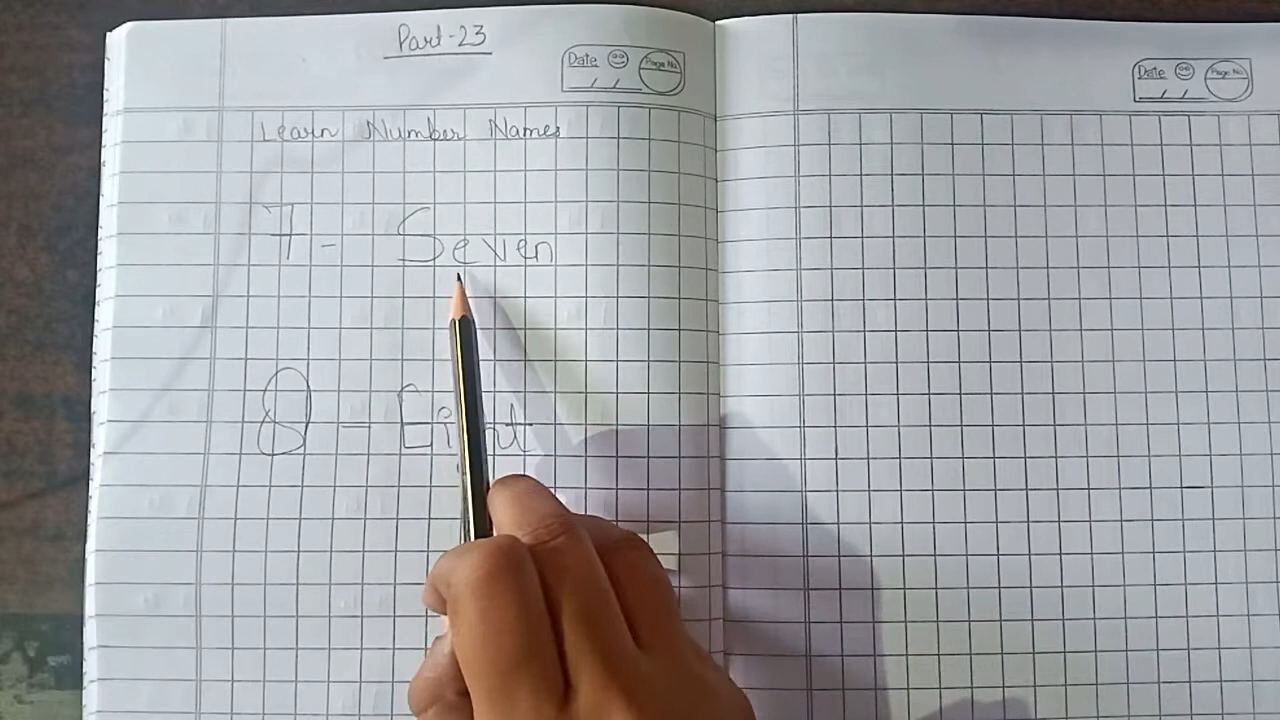 Part-23
Date
Page No.
Date
Page No.
Learn Number Names
7 - Seven
8 -